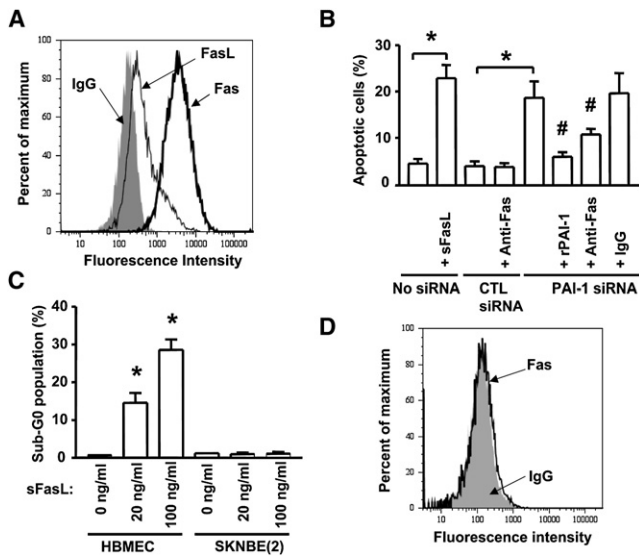 A
Percent of maximum
100
80
60
40
20
0
IgG
FasL
Fas
10
100
1000
10000
100000
Fluorescence Intensity
B
Apoptotic cells (%)
40
30
20
10
0
*
*
#
#
+ sFasL
+ Anti-Fas
+ rPAI-1
+ Anti-Fas
+ IgG
No siRNA
CTL siRNA
PAI-1 siRNA
C
Sub-G0 population (%)
40
30
20
10
0
*
*
sFasL:
0 ng/ml
20 ng/ml
100 ng/ml
0 ng/ml
20 ng/ml
100 ng/ml
HBMEC
SKNBE(2)
D
Percent of maximum
100
80
60
40
20
0
Fas
IgG
10
100
1000
10000
100000
Fluorescence intensity